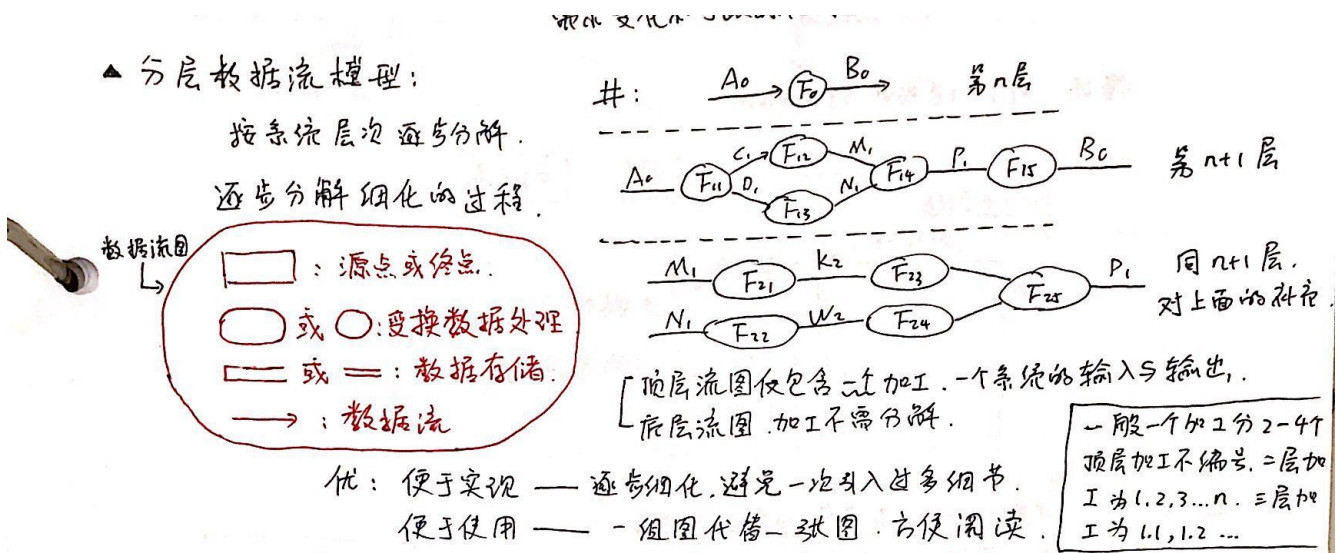 ▲ 分层数据流模型：
按系统层次逐步分解.
逐步分解细化的过程.
数据流图
：源点或终点.
或 ：变换数据处理
或 ：数据存储.
：数据流
井：
A0 F0 B0 第n层
A0 F11 C1 D1 F12 F13 M1 N1 F14 P1 F15 B0 第n+1层
M1 F21 K2 F23 F25 P1 同n+1层.
N1 F22 W2 F24 对上面的补充.
顶层流图仅包含一个加工.一个系统的输入与输出.
底层流图.加工不需分解.
优：便于实现 — 逐步细化.避免一次引入过多细节.
便于使用 — 一组图代替一张图.方便阅读.
一般一个加工分2-4个
顶层加工不编号.二层加
工为1.2,3...n.三层加
工为1.1,1.2 ...